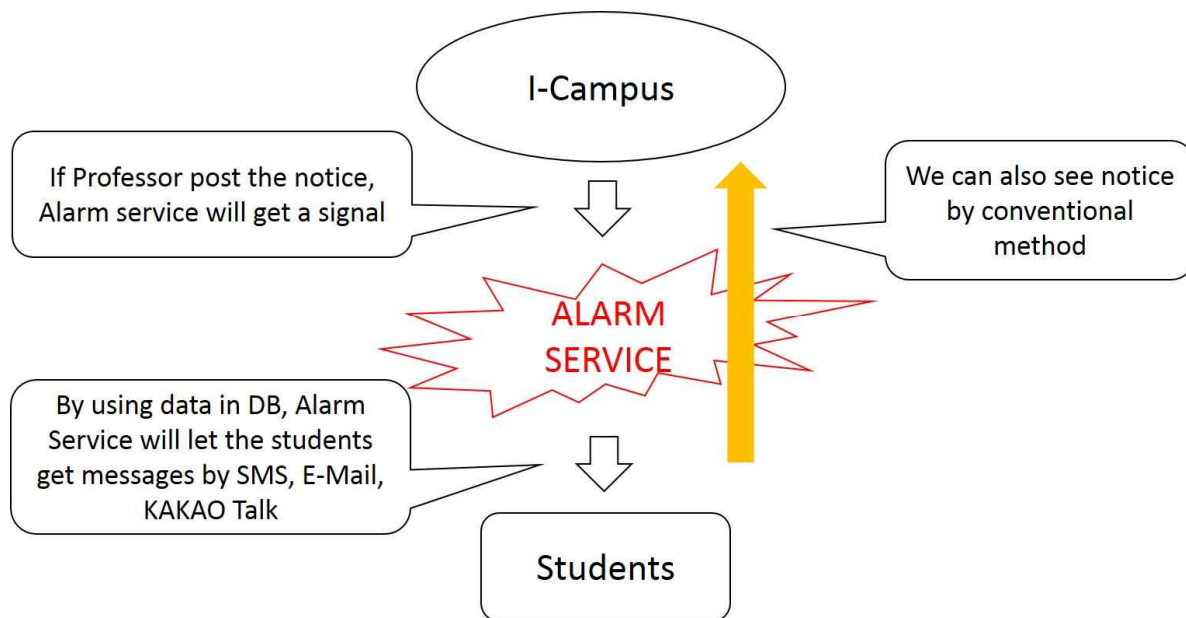 I-Campus
If Professor post the notice,
Alarm service will get a signal
We can also see notice
by conventional
method
ALARM
SERVICE
By using data in DB, Alarm
Service will let the students
get messages by SMS, E-Mail,
KAKAO Talk
Students